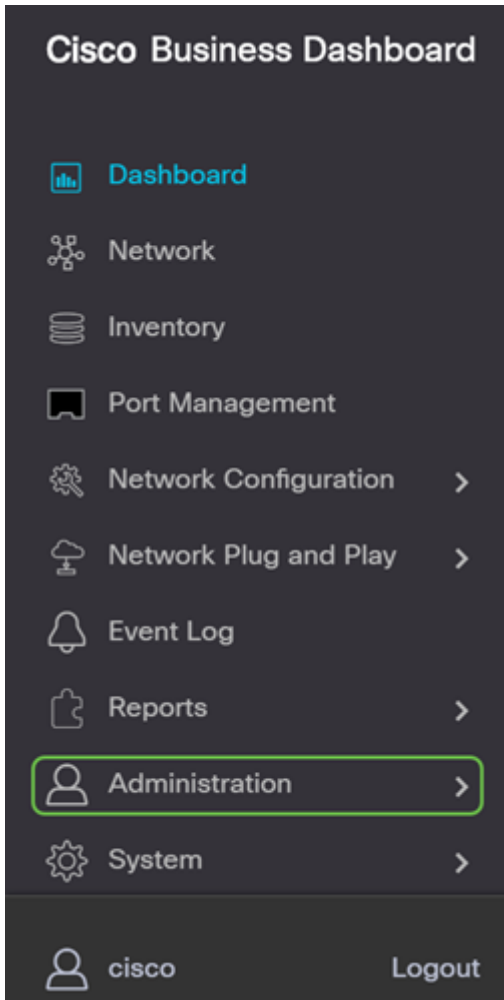 Cisco Business Dashboard
Dashboard
Network
Inventory
Port Management
Network Configuration
Network Plug and Play
Event Log
Reports
Administration
System
cisco Logout